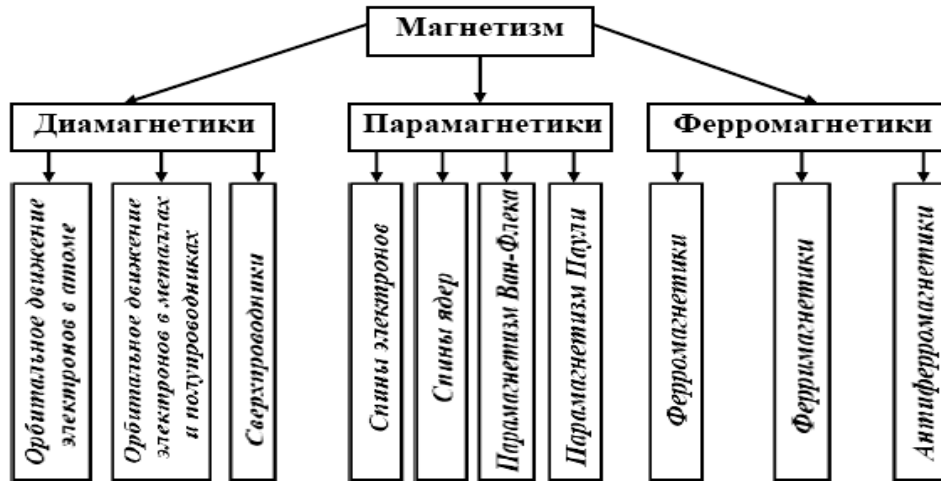 Магнетизм
Диамагнетики
Парамагнетики
Ферромагнетики
Орбитальное движение
электронов в атоме
Орбитальное движение
электронов в металлах
и полупроводниках
Сверхпроводники
Спины электронов
Спины ядер
Парамагнетизм Ван-Флека
Парамагнетизм Паули
Ферромагнетики
Ферримагнетики
Антиферромагнетики